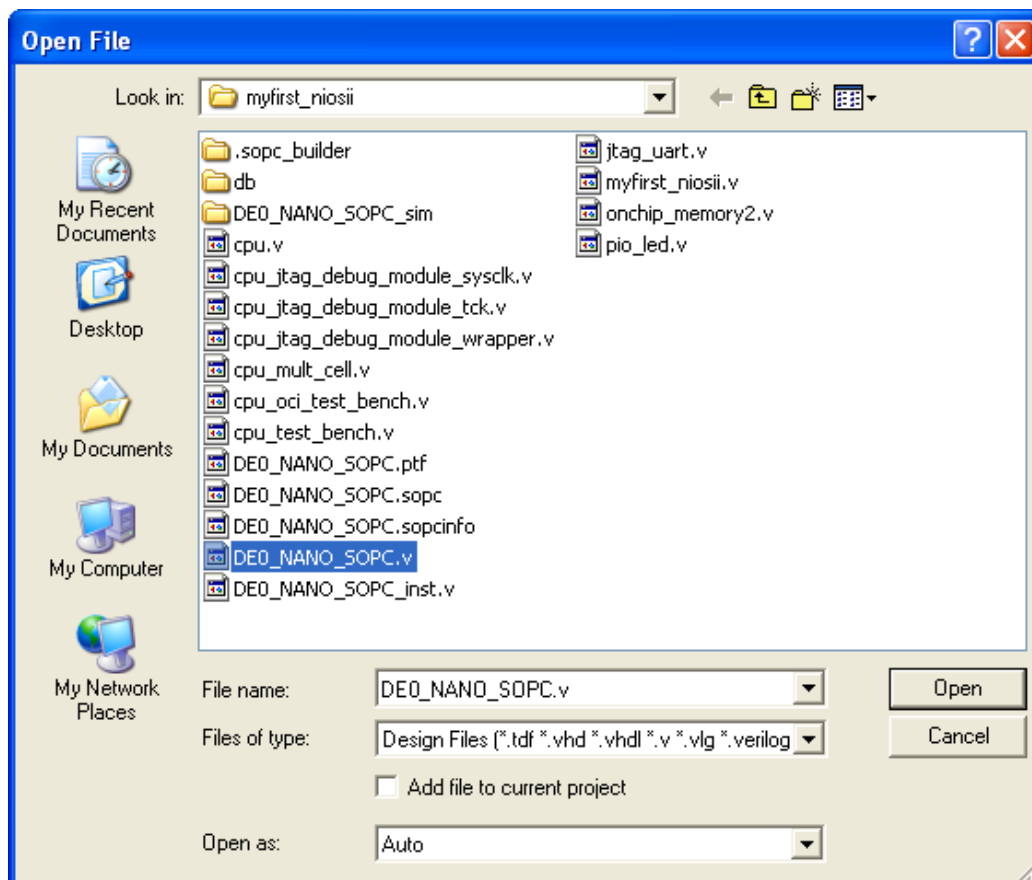 Open File
Look in: myfirst_niosii
My Recent
Documents
Desktop
My Documents
My Computer
My Network
Places
.sopc_builder
db
DE0_NANO_SOPC_sim
cpu.v
cpu_jtag_debug_module_sysclk.v
cpu_jtag_debug_module_tck.v
cpu_jtag_debug_module_wrapper.v
cpu_mult_cell.v
cpu_oci_test_bench.v
cpu_test_bench.v
DE0_NANO_SOPC.ptf
DE0_NANO_SOPC.sopc
DE0_NANO_SOPC.sopcinfo
DE0_NANO_SOPC.v
DE0_NANO_SOPC_inst.v
jtag_uart.v
myfirst_niosii.v
onchip_memory2.v
pio_led.v
File name: DE0_NANO_SOPC.v
Open
Files of type: Design Files (*.tdf *.vhd *.vhdl *.v *.vlg *.verilog
Cancel
Add file to current project
Open as: Auto